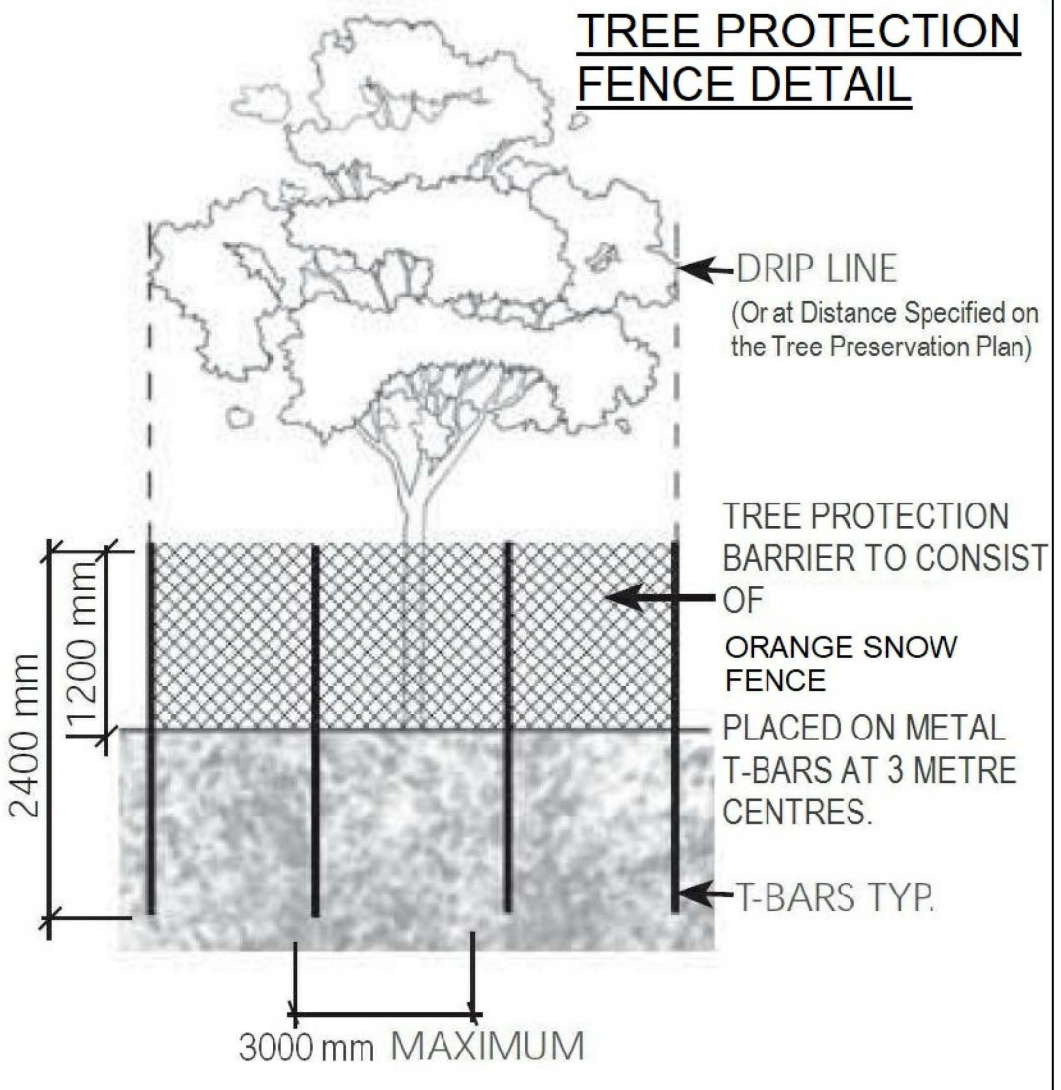 TREE PROTECTION
FENCE DETAIL
DRIP LINE
(Or at Distance Specified on
the Tree Preservation Plan)
TREE PROTECTION
BARRIER TO CONSIST
OF
ORANGE SNOW
FENCE
PLACED ON METAL
T-BARS AT 3 METRE
CENTRES.
T-BARS TYP.
1200 mm
2400 mm
3000 mm MAXIMUM